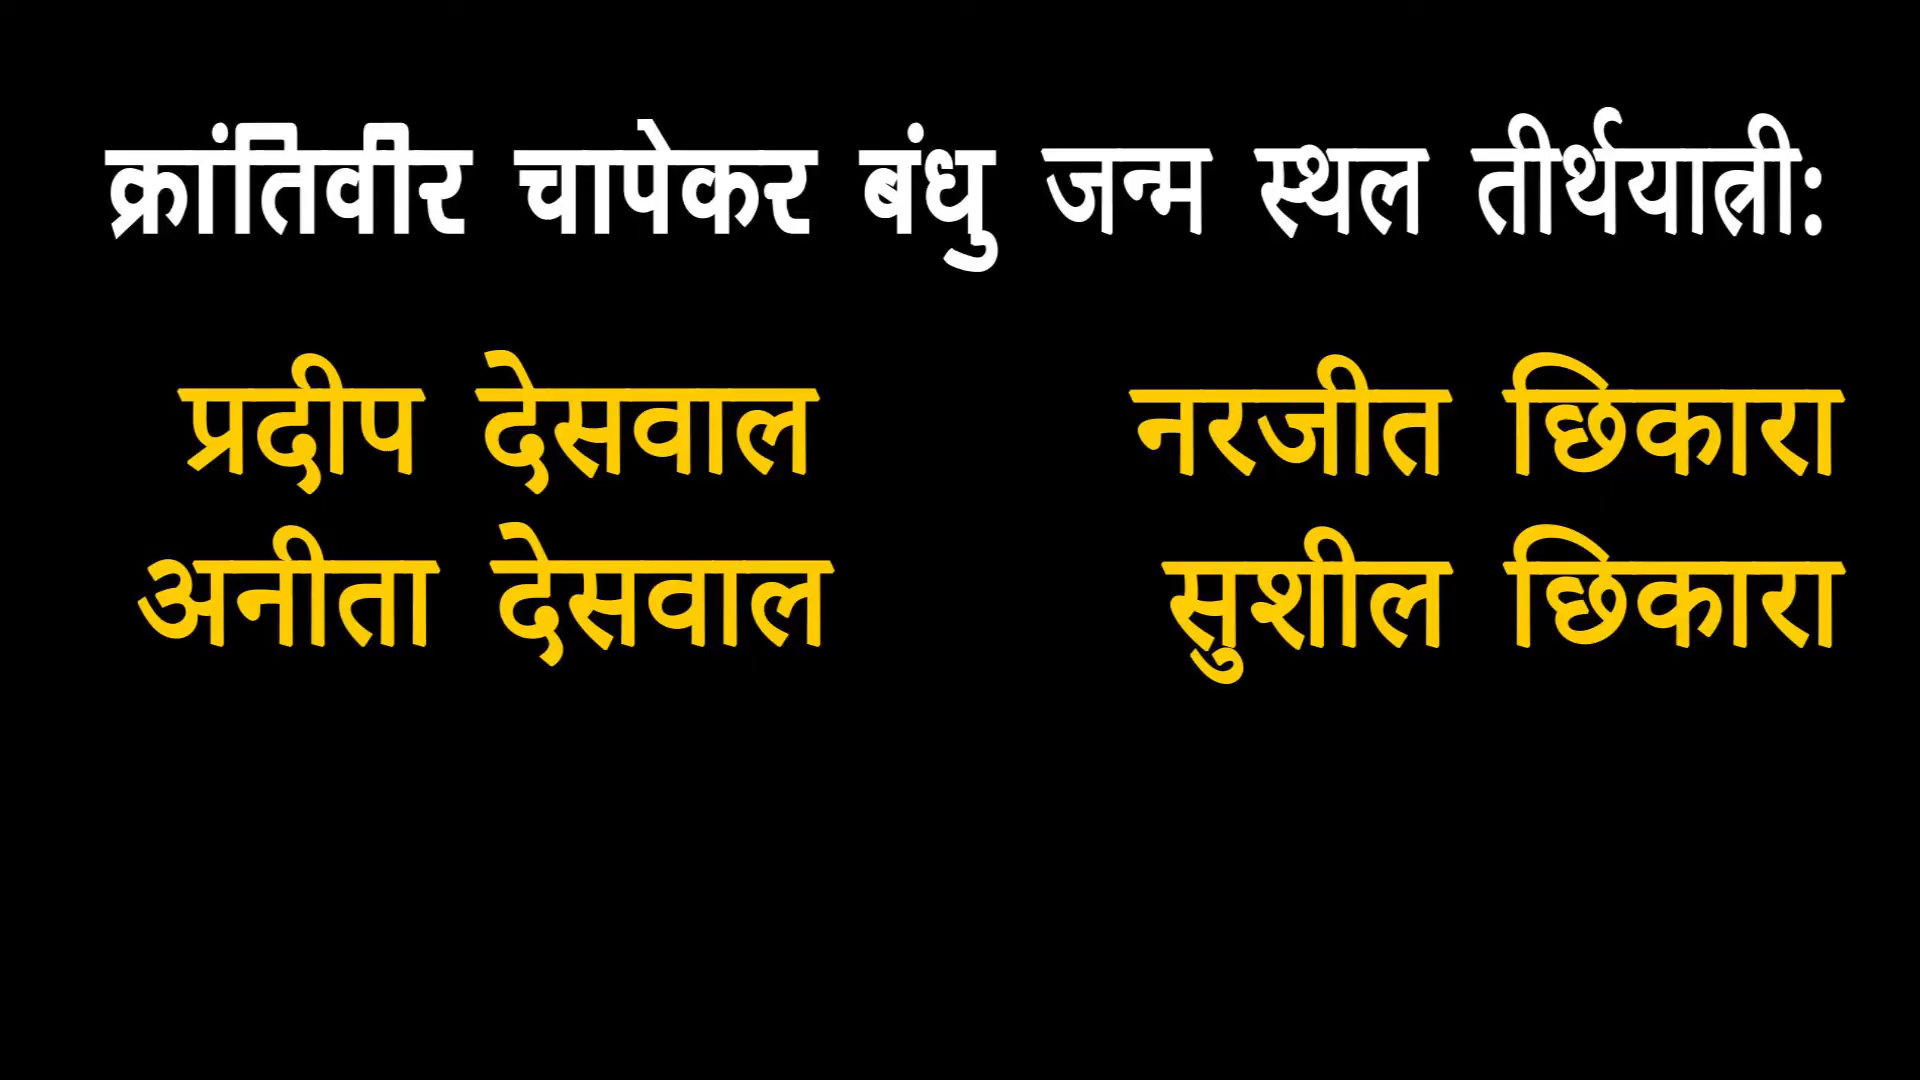 क्रांतिवीर चापेकर बंधु जन्म स्थल तीर्थयात्री:
प्रदीप देसवाल नरजीत छिकारा
अनीता देसवाल सुशील छिकारा